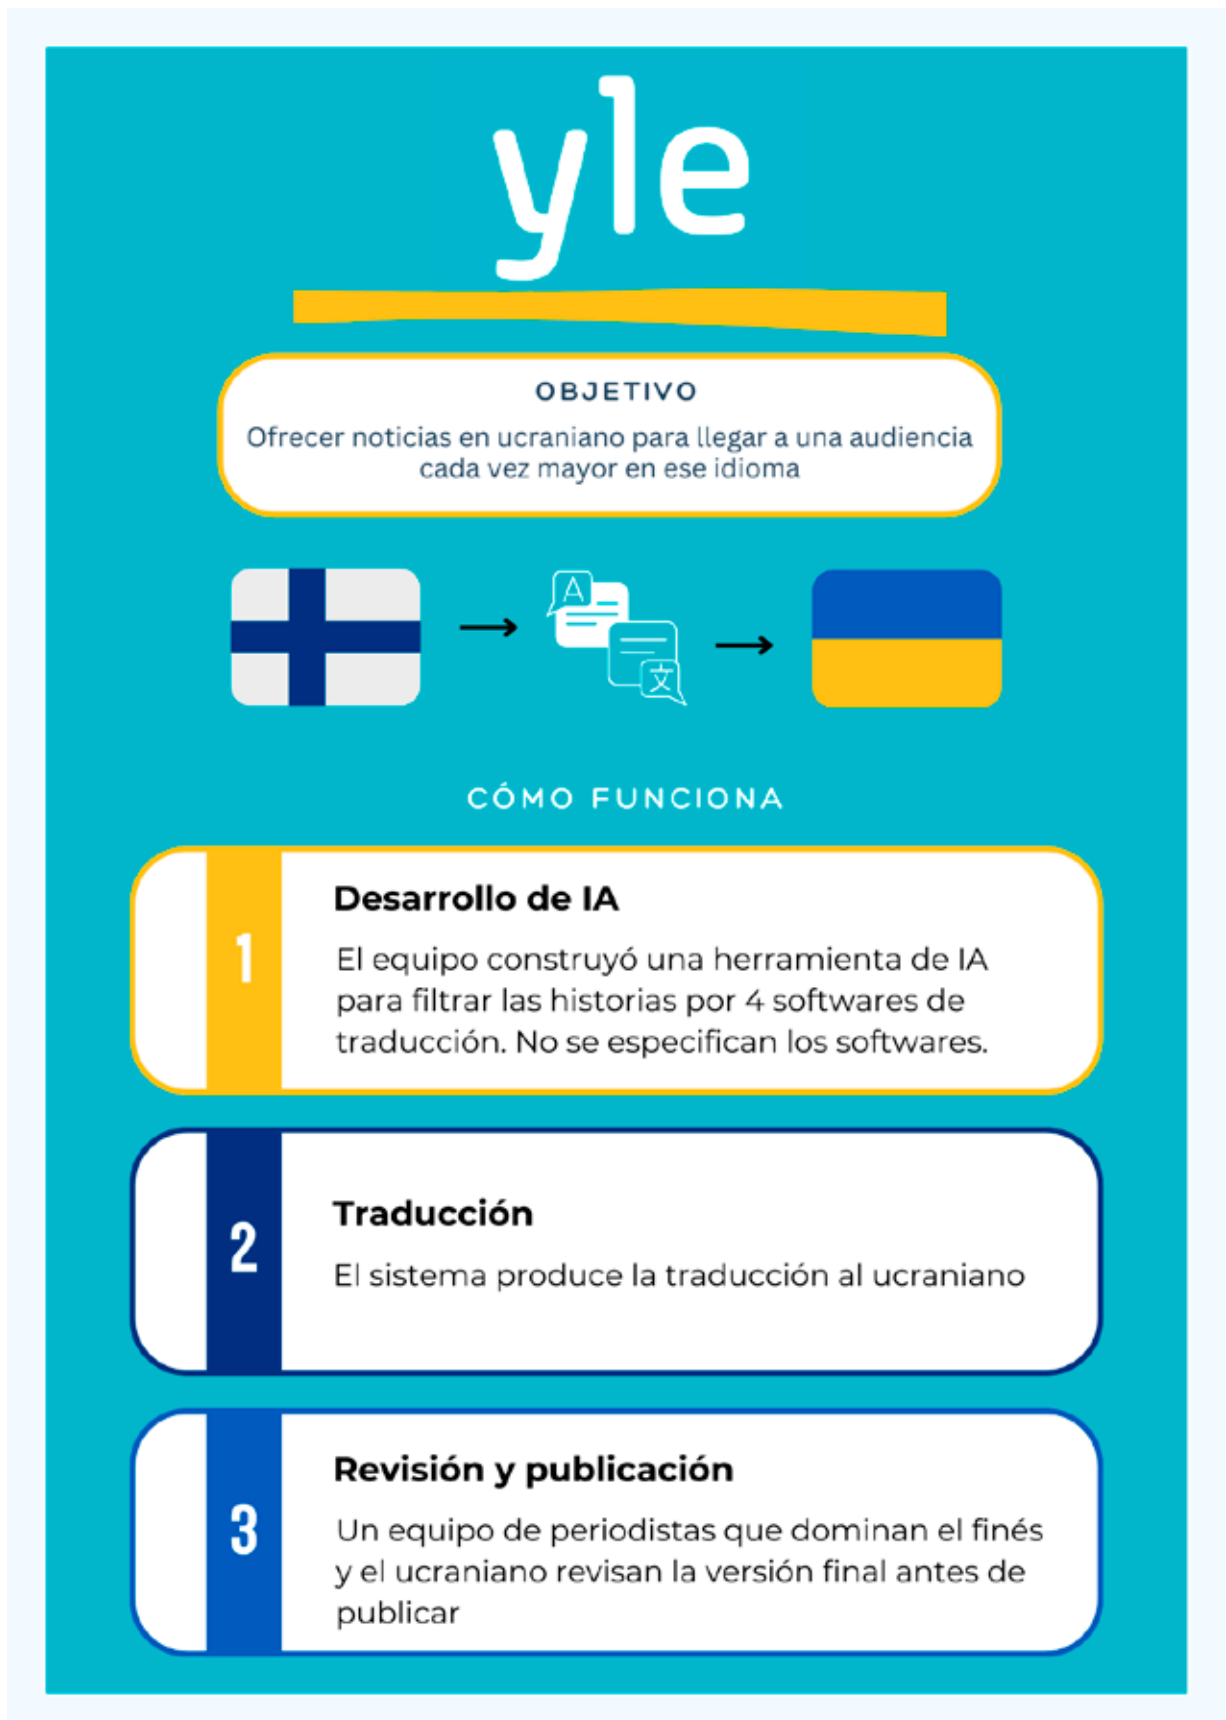 yle
OBJETIVO
Ofrecer noticias en ucraniano para llegar a una audiencia
cada vez mayor en ese idioma
A
文
CÓMO FUNCIONA
1
Desarrollo de IA
El equipo construyó una herramienta de IA
para filtrar las historias por 4 softwares de
traducción. No se especifican los softwares.
2
Traducción
El sistema produce la traducción al ucraniano
3
Revisión y publicación
Un equipo de periodistas que dominan el finés
y el ucraniano revisan la versión final antes de
publicar